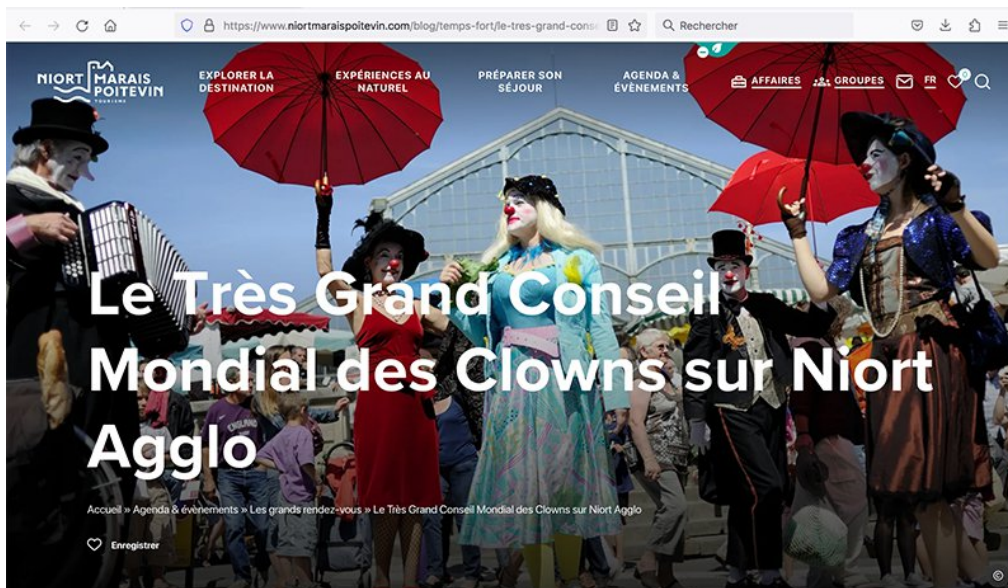 https://www.niortmaraispoitevin.com/blog/temps-fort/le-tres-grand-conse
Rechercher
NIORT MARAIS
POITEVIN
TOURISME
EXPLORER LA
DESTINATION
EXPÉRIENCES AU
NATUREL
PRÉPARER SON
SÉJOUR
AGENDA &
ÉVÈNEMENTS
AFFAIRES
GROUPES
FR
0
Le Très Grand Conseil
Mondial des Clowns sur Niort
Agglo
ENGLAND
Accueil » Agenda & évènements » Les grands rendez-vous » Le Très Grand Conseil Mondial des Clowns sur Niort Agglo
Enregistrer
©